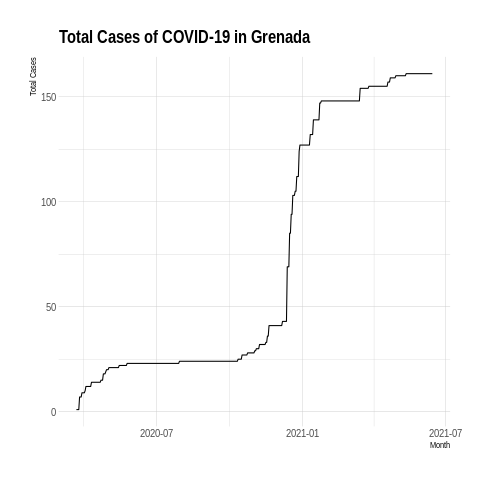 Total Cases of COVID-19 in Grenada
Total Cases
150
100
50
0
2020-07
2021-01
2021-07
Month